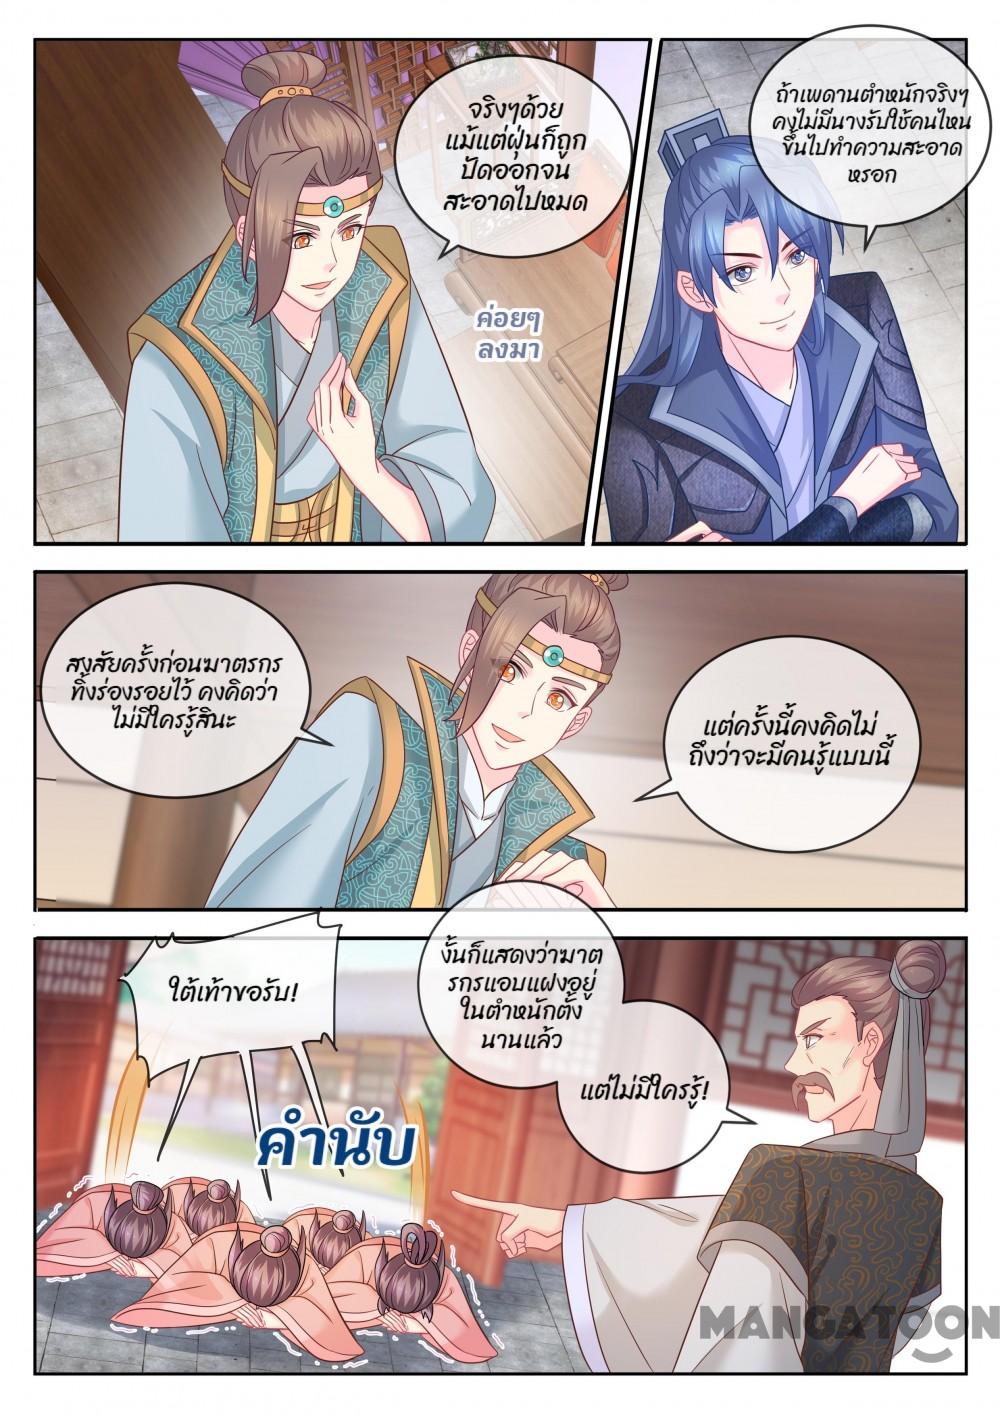 จริงๆด้วย
แม้แต่ฝุ่นก็ถูก
ปัดออกจน
สะอาดไปหมด
ค่อยๆ
ลงมา
ถ้าเพดานตำหนักจริงๆ
คงไม่มีนางรับใช้คนไหน
ขึ้นไปทำความสะอาด
หรอก
สงสัยครั้งก่อนฆาตรกร
ทิ้งร่องรอยไว้ คงคิดว่า
ไม่มีใครรู้สินะ
แต่ครั้งนี้คงคิดไม่
ถึงว่าจะมีคนรู้แบบนี้
ใต้เท้าขอรับ!
คำนับ
งั้นก็แสดงว่าฆาต
รกรแอบแฝงอยู่
ในตำหนักตั้ง
นานแล้ว
แต่ไม่มีใครรู้!
MANGATOON